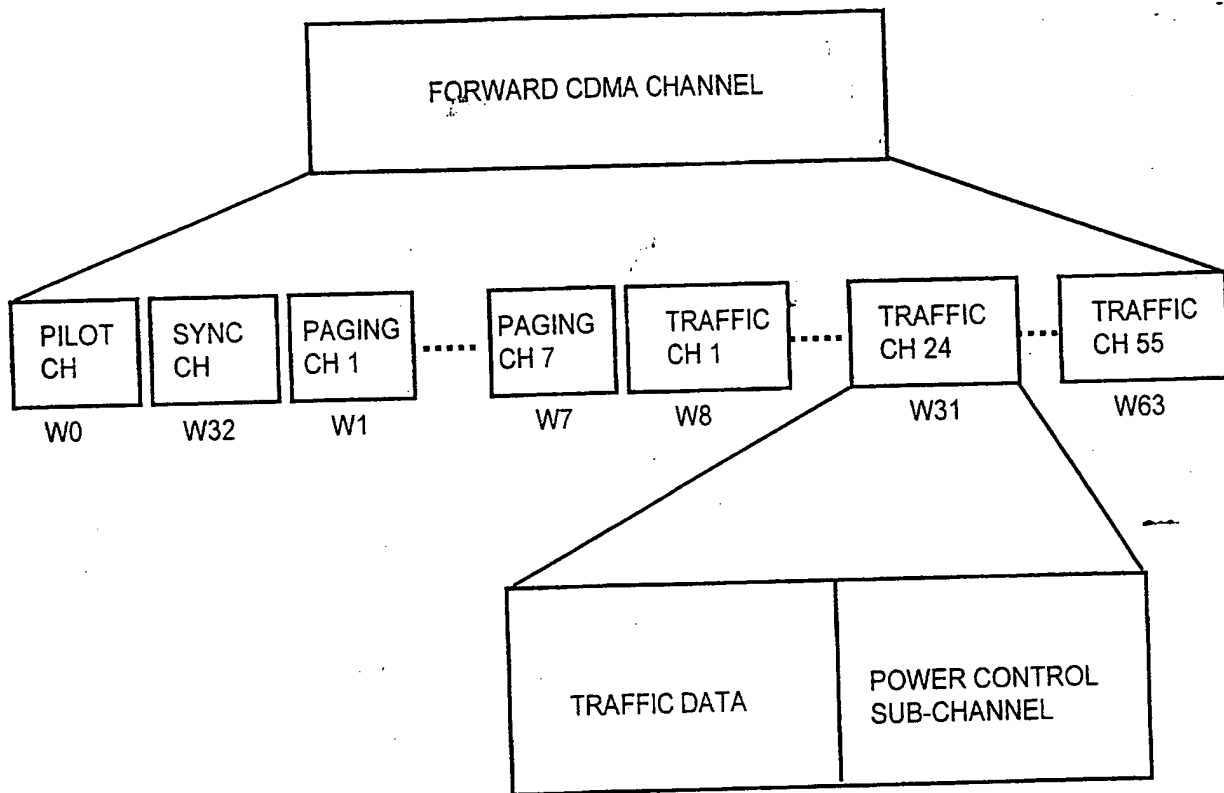 FORWARD CDMA CHANNEL
PILOT
CH
SYNC
CH
PAGING
CH 1
PAGING
CH 7
TRAFFIC
CH 1
TRAFFIC
CH 24
TRAFFIC
CH 55
W0
W32
W1
W7
W8
W31
W63
TRAFFIC DATA
POWER CONTROL
SUB-CHANNEL